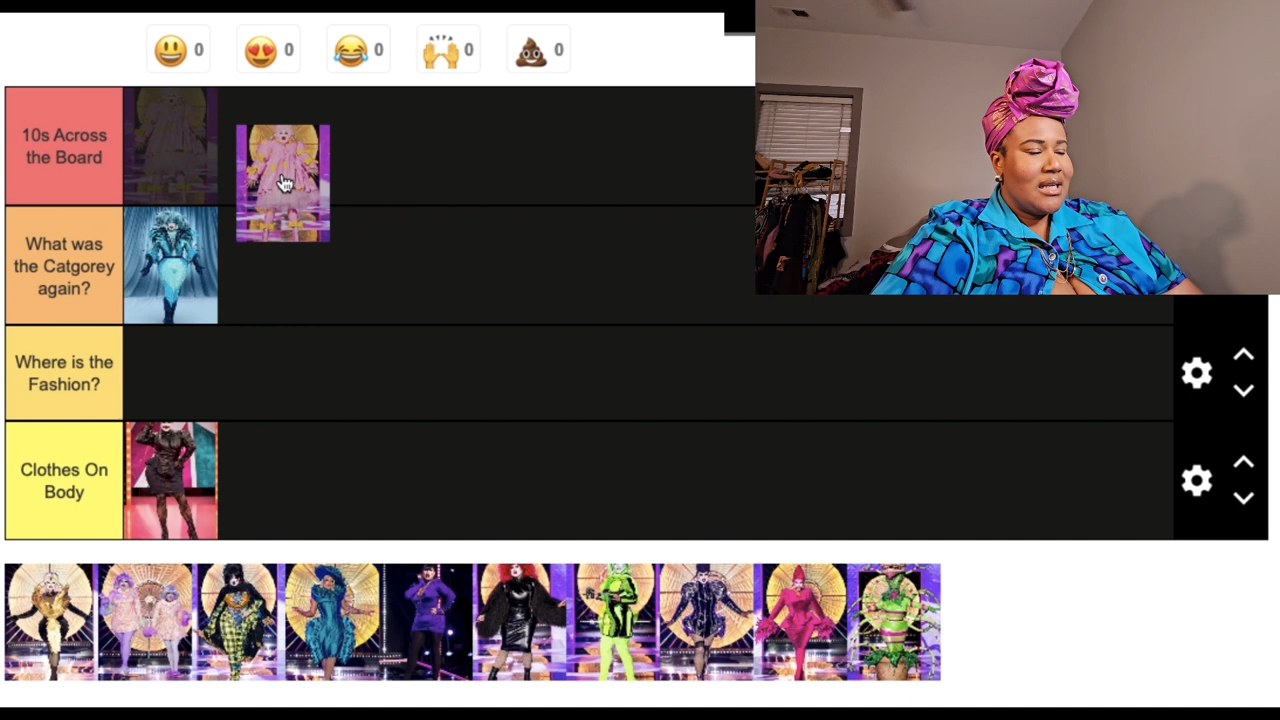 0 0 0 0 0
10s Across
the Board
What was
the Catgorey
again?
Where is the
Fashion?
Clothes On
Body